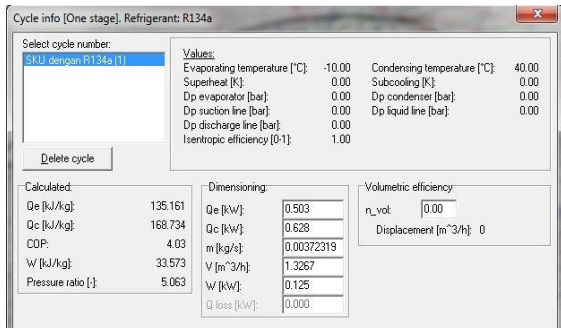 Cycle info [One stage]. Refrigerant: R134a
Select cycle number:
SKU dengan R134a (1)
Delete cycle
Values:
Evaporating temperature [°C]: -10.00 Condensing temperature [°C]: 40.00
Superheat [K]: 0.00 Subcooling [K]: 0.00
Dp evaporator [bar]: 0.00 Dp condenser [bar]: 0.00
Dp suction line [bar]: 0.00 Dp liquid line [bar]: 0.00
Dp discharge line [bar]: 0.00
Isentropic efficiency [0-1]: 1.00
Calculated:
Qe [kJ/kg]: 135.161
Qc [kJ/kg]: 168.734
COP: 4.03
W [kJ/kg]: 33.573
Pressure ratio [-]: 5.063
Dimensioning:
Qe [kW]: 0.503
Qc [kW]: 0.628
m [kg/s]: 0.00372319
V [m^3/h]: 1.3267
W [kW]: 0.125
Q loss [kW]: 0.000
Volumetric efficiency
n_vol: 0.00
Displacement [m^3/h]: 0